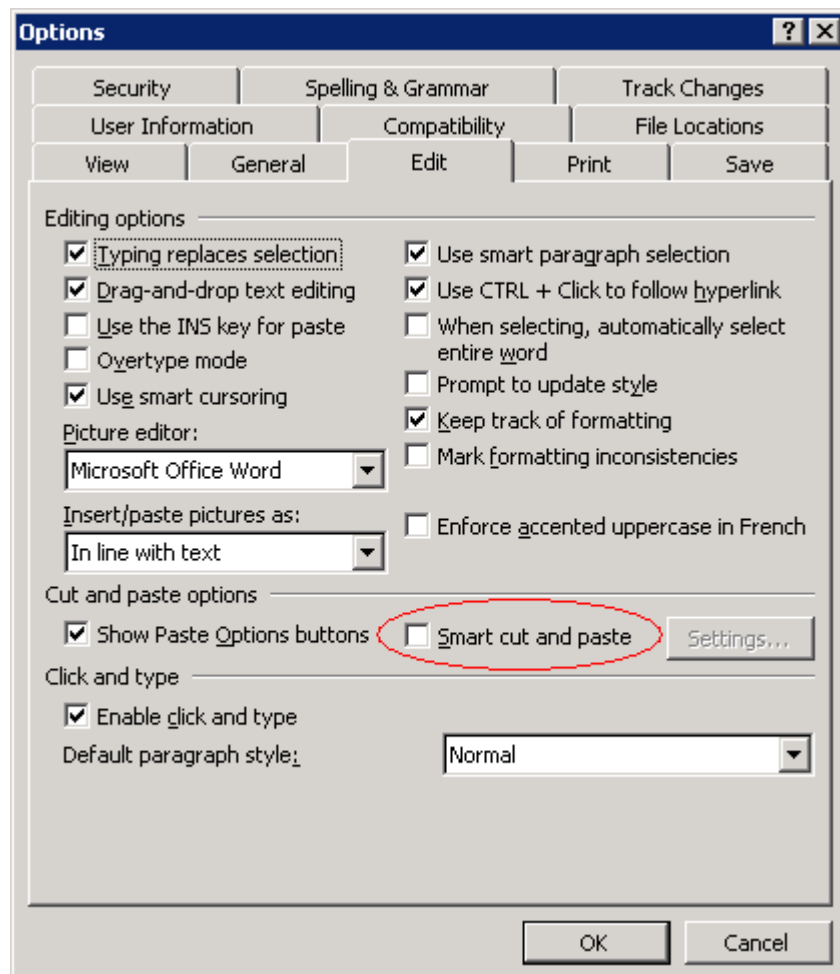 Options
Security Spelling & Grammar Track Changes
User Information Compatibility File Locations
View General Edit Print Save
Editing options
Typing replaces selection
Drag-and-drop text editing
Use the INS key for paste
Overtype mode
Use smart cursoring
Picture editor:
Microsoft Office Word
Insert/paste pictures as:
In line with text
Use smart paragraph selection
Use CTRL + Click to follow hyperlink
When selecting, automatically select
entire word
Prompt to update style
Keep track of formatting
Mark formatting inconsistencies
Enforce accented uppercase in French
Cut and paste options
Show Paste Options buttons Smart cut and paste Settings...
Click and type
Enable click and type
Default paragraph style: Normal
OK Cancel